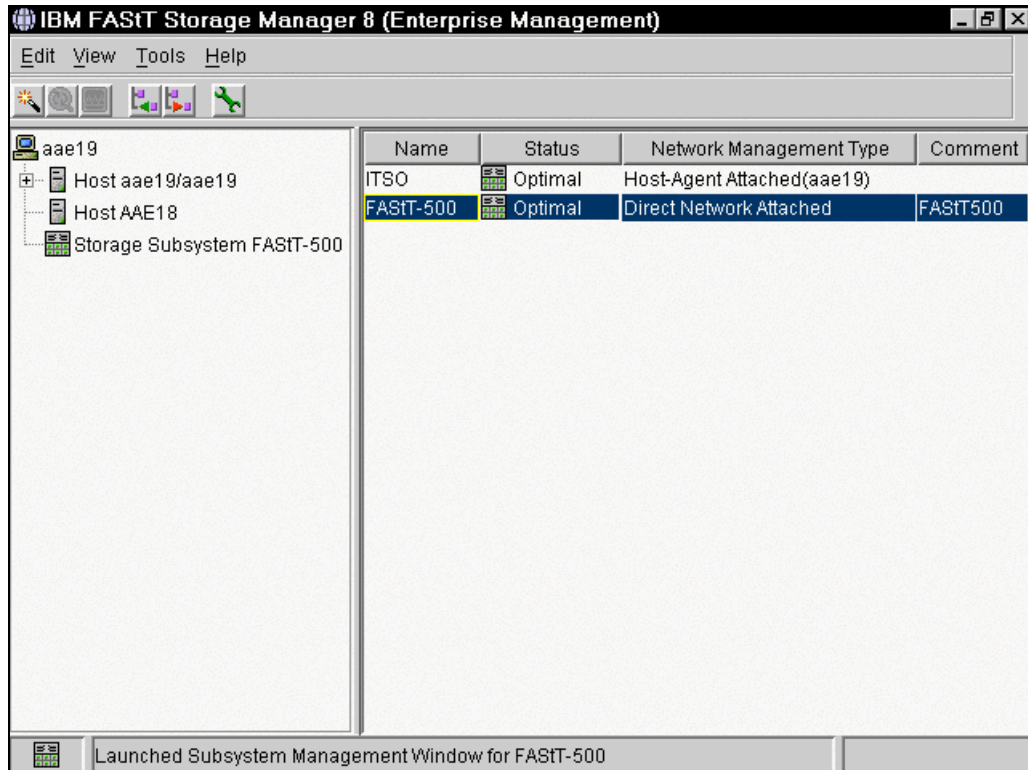 IBM FAStT Storage Manager 8 (Enterprise Management)
Edit View Tools Help
aae19
Host aae19/aae19
Host AAE18
Storage Subsystem FAStT-500
Name Status Network Management Type Comment
ITSO Optimal Host-Agent Attached(aae19)
FAStT-500 Optimal Direct Network Attached FAStT500
Launched Subsystem Management Window for FAStT-500